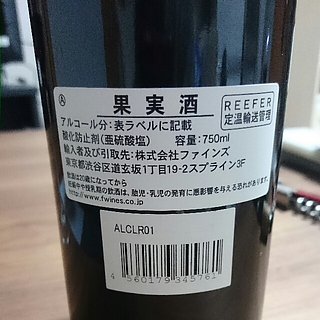 Ⓐ
果実酒
REEFER
定温輸送管理
アルコール分:表ラベルに記載
酸化防止剤(亜硫酸塩) 容量:750ml
輸入者及び引取先:株式会社ファインズ
東京都渋谷区道玄坂1丁目19-2スプライン3F
飲酒は20歳になってから
妊娠中や授乳期の飲酒は、胎児・乳児の発育に悪影響を与える恐れがあります。
http://www.fwines.co.jp
ALCLR01
4 560179 345761